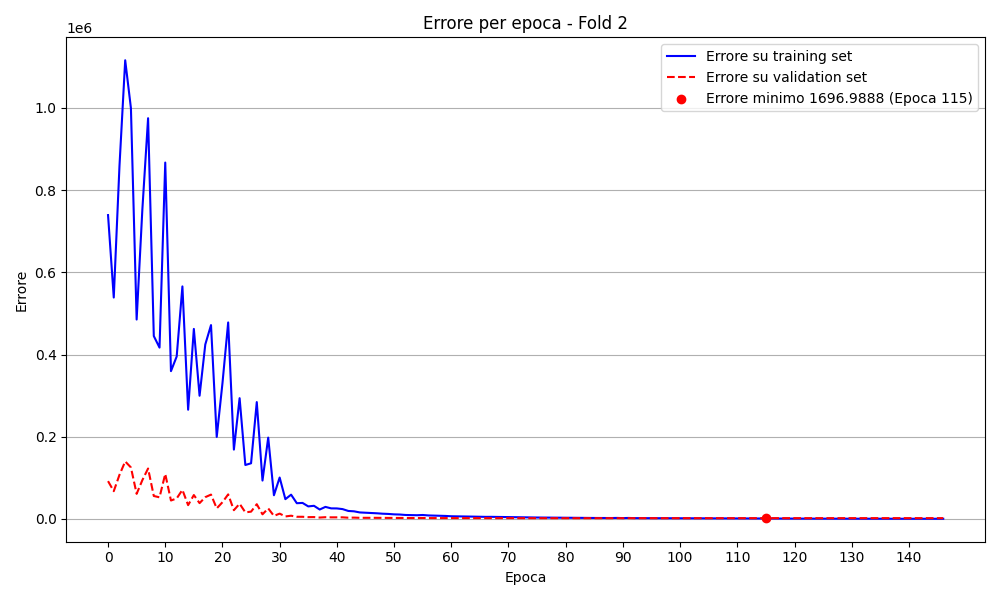 Errore per epoca - Fold 2
1e6
Errore su training set
Errore su validation set
Errore minimo 1696.9888 (Epoca 115)
1.0
0.8
0.6
0.4
0.2
0.0
Errore
0 10 20 30 40 50 60 70 80 90 100 110 120 130 140
Epoca